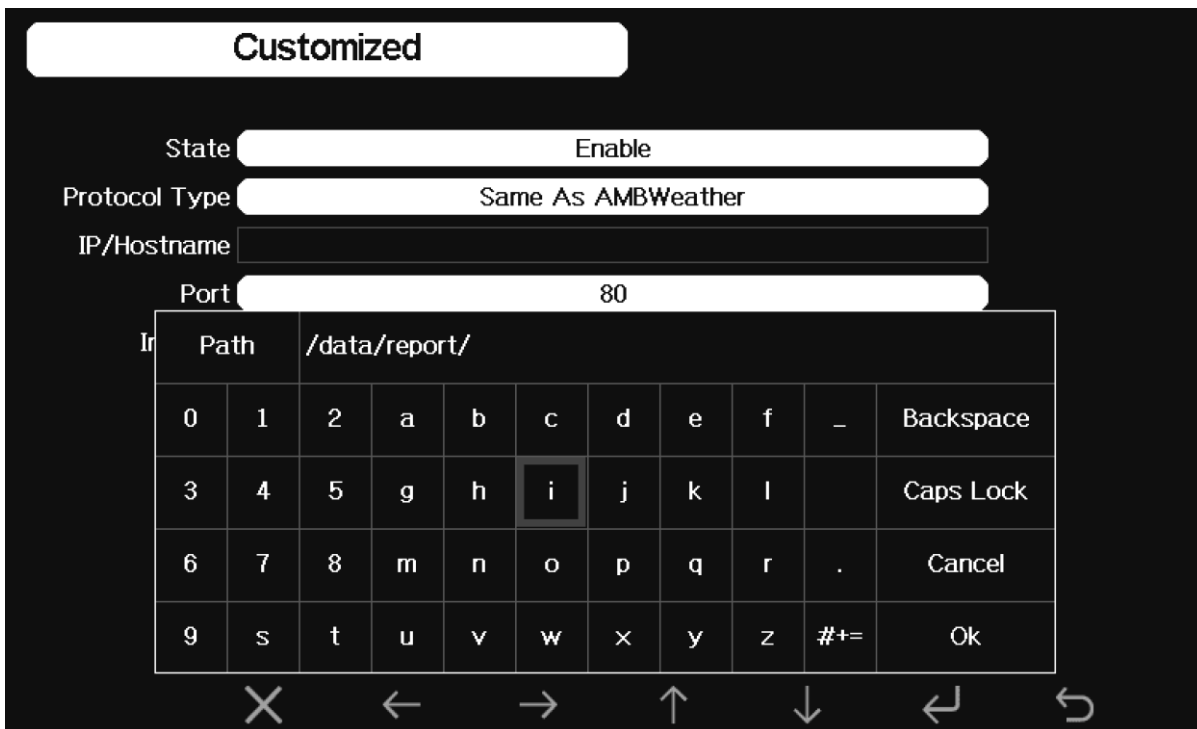 Customized
State Enable
Protocol Type Same As AMBWeather
IP/Hostname
Port 80
Path /data/report/
0 1 2 a b c d e f _ Backspace
3 4 5 g h i j k l Caps Lock
6 7 8 m n o p q r . Cancel
9 s t u v w x y z #+= Ok